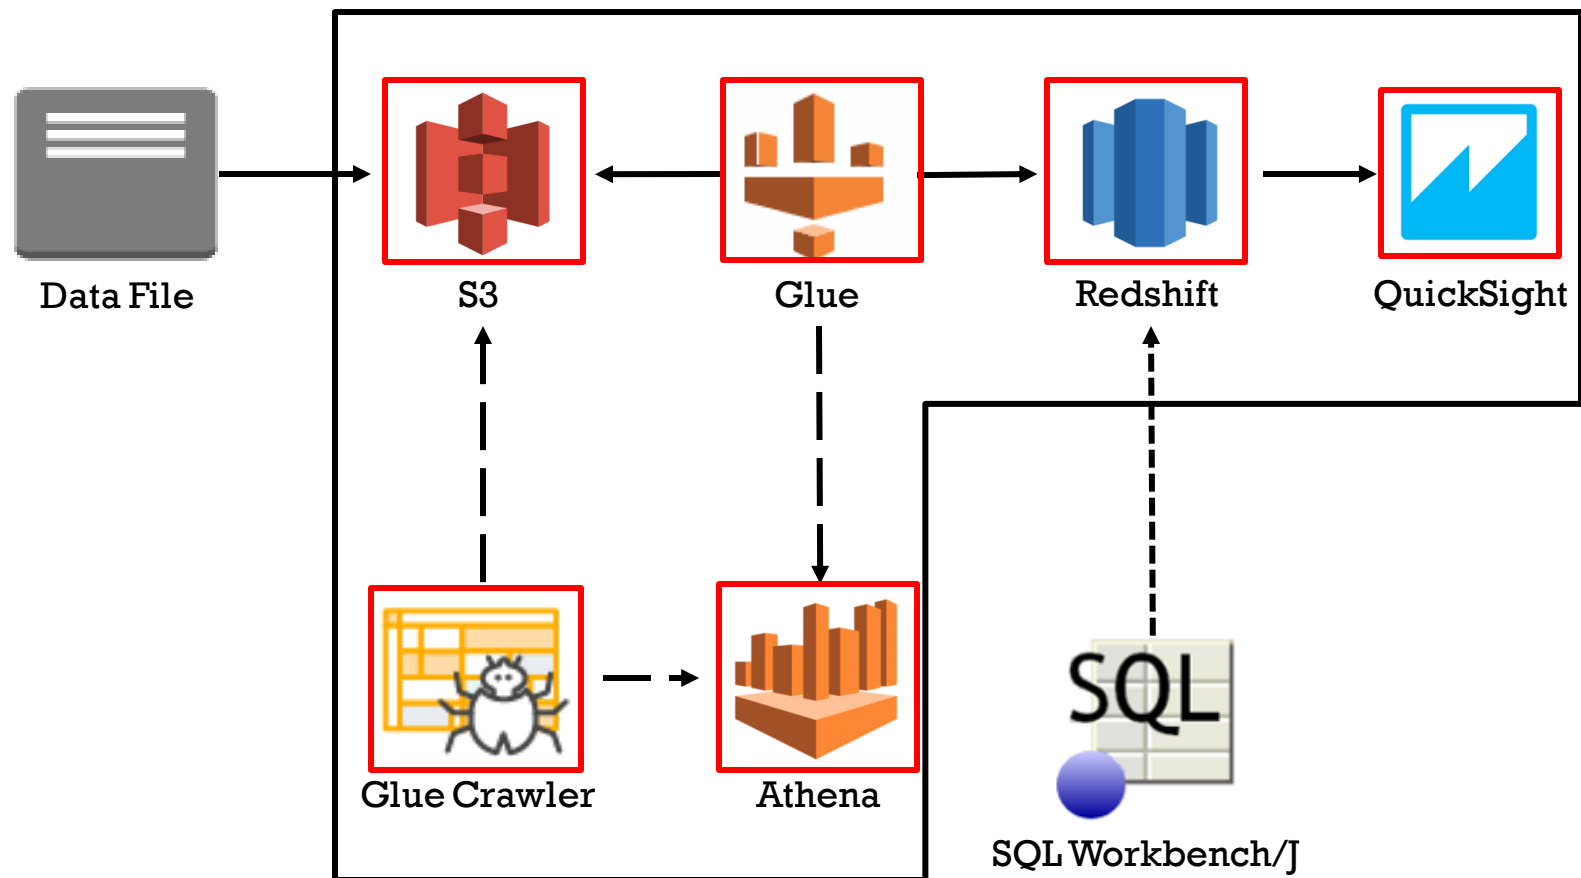 Data File
S3
Glue
Redshift
QuickSight
Glue Crawler
Athena
SQL
SQL Workbench/J